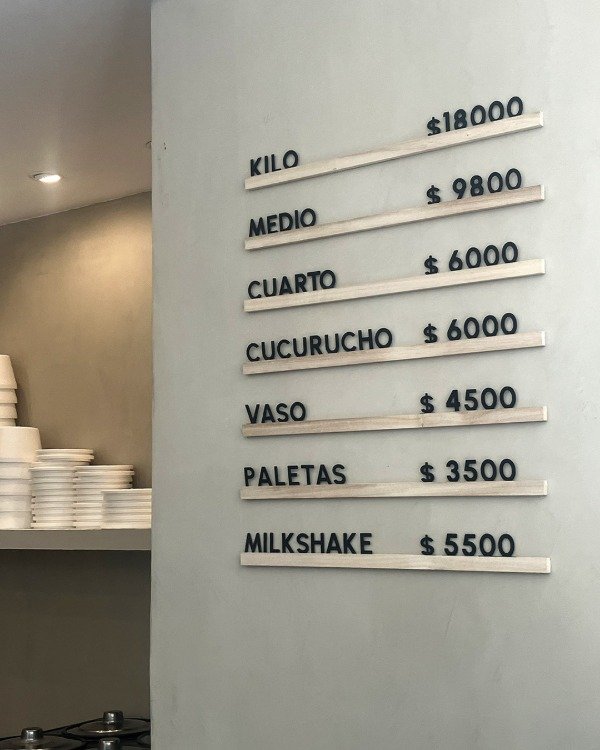 KILO $18000
MEDIO $ 9800
CUARTO $ 6000
CUCURUCHO $ 6000
VASO $ 4500
PALETAS $ 3500
MILKSHAKE $ 5500